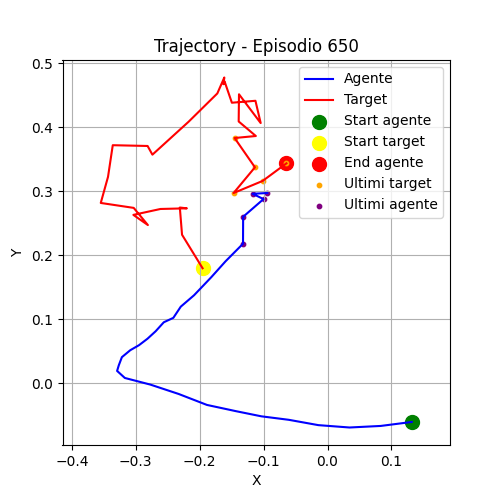 Trajectory - Episodio 650
Agente
Target
Start agente
Start target
End agente
Ultimi target
Ultimi agente
0.5
0.4
0.3
0.2
0.1
0.0
Y
−0.4 −0.3 −0.2 −0.1 0.0 0.1
X